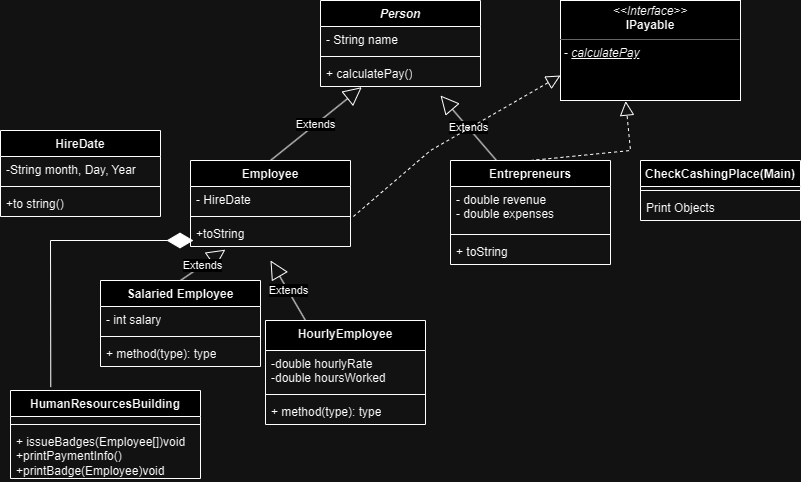 Person
- String name
+ calculatePay()
<<Interface>>
IPayable
- calculatePay
Extends
Extends
HireDate
-String month, Day, Year
+to string()
Employee
- HireDate
+toString
Entrepreneurs
- double revenue
- double expenses
+ toString
CheckCashingPlace(Main)
Print Objects
Extends
Extends
Salaried Employee
- int salary
+ method(type): type
HourlyEmployee
-double hourlyRate
-double hoursWorked
+ method(type): type
HumanResourcesBuilding
+ issueBadges(Employee[])void
+printPaymentInfo()
+printBadge(Employee)void